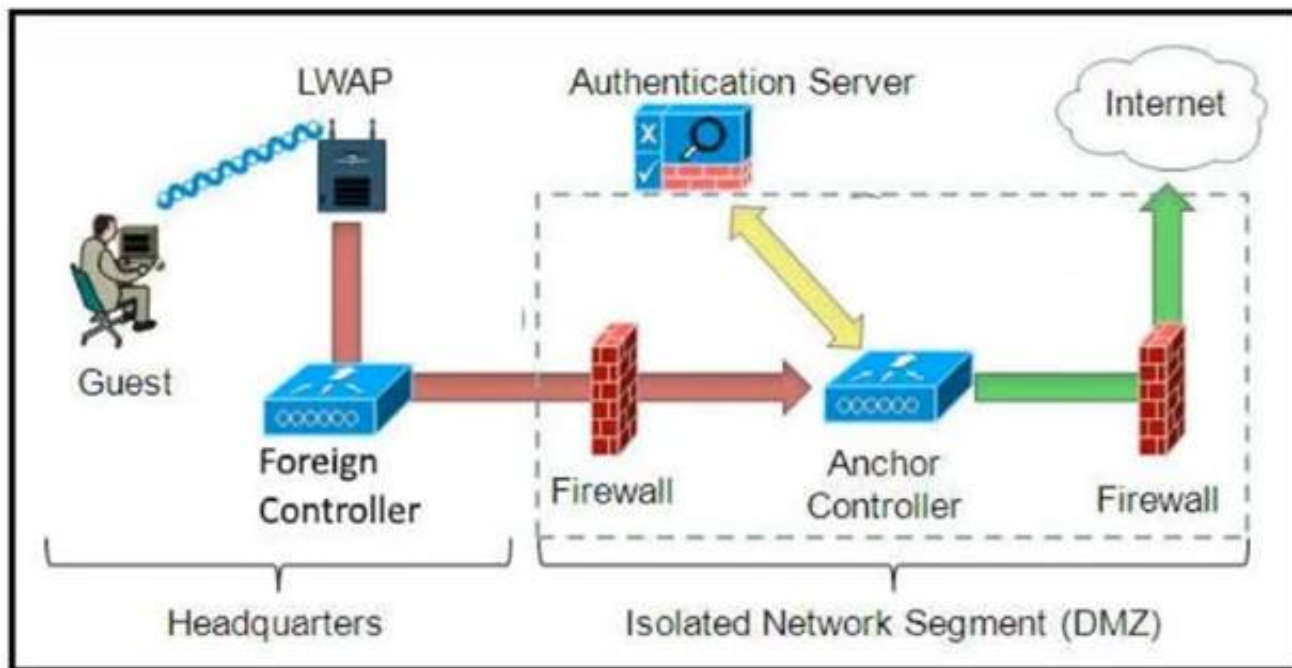 LWAP
Authentication Server
Internet
Guest
Foreign
Controller
Firewall
Anchor
Controller
Firewall
Headquarters
Isolated Network Segment (DMZ)